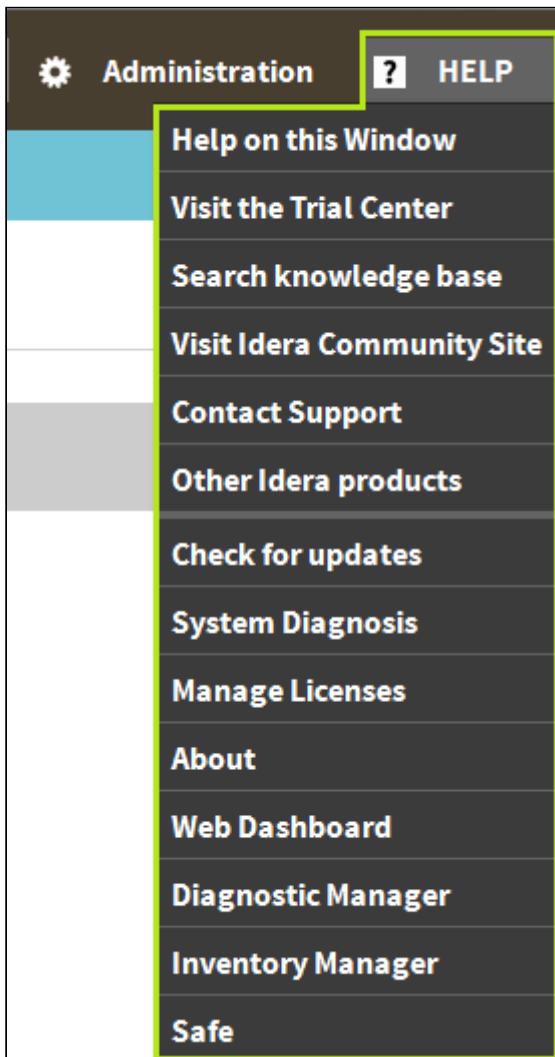 Administration ? HELP
Help on this Window
Visit the Trial Center
Search knowledge base
Visit Idera Community Site
Contact Support
Other Idera products
Check for updates
System Diagnosis
Manage Licenses
About
Web Dashboard
Diagnostic Manager
Inventory Manager
Safe